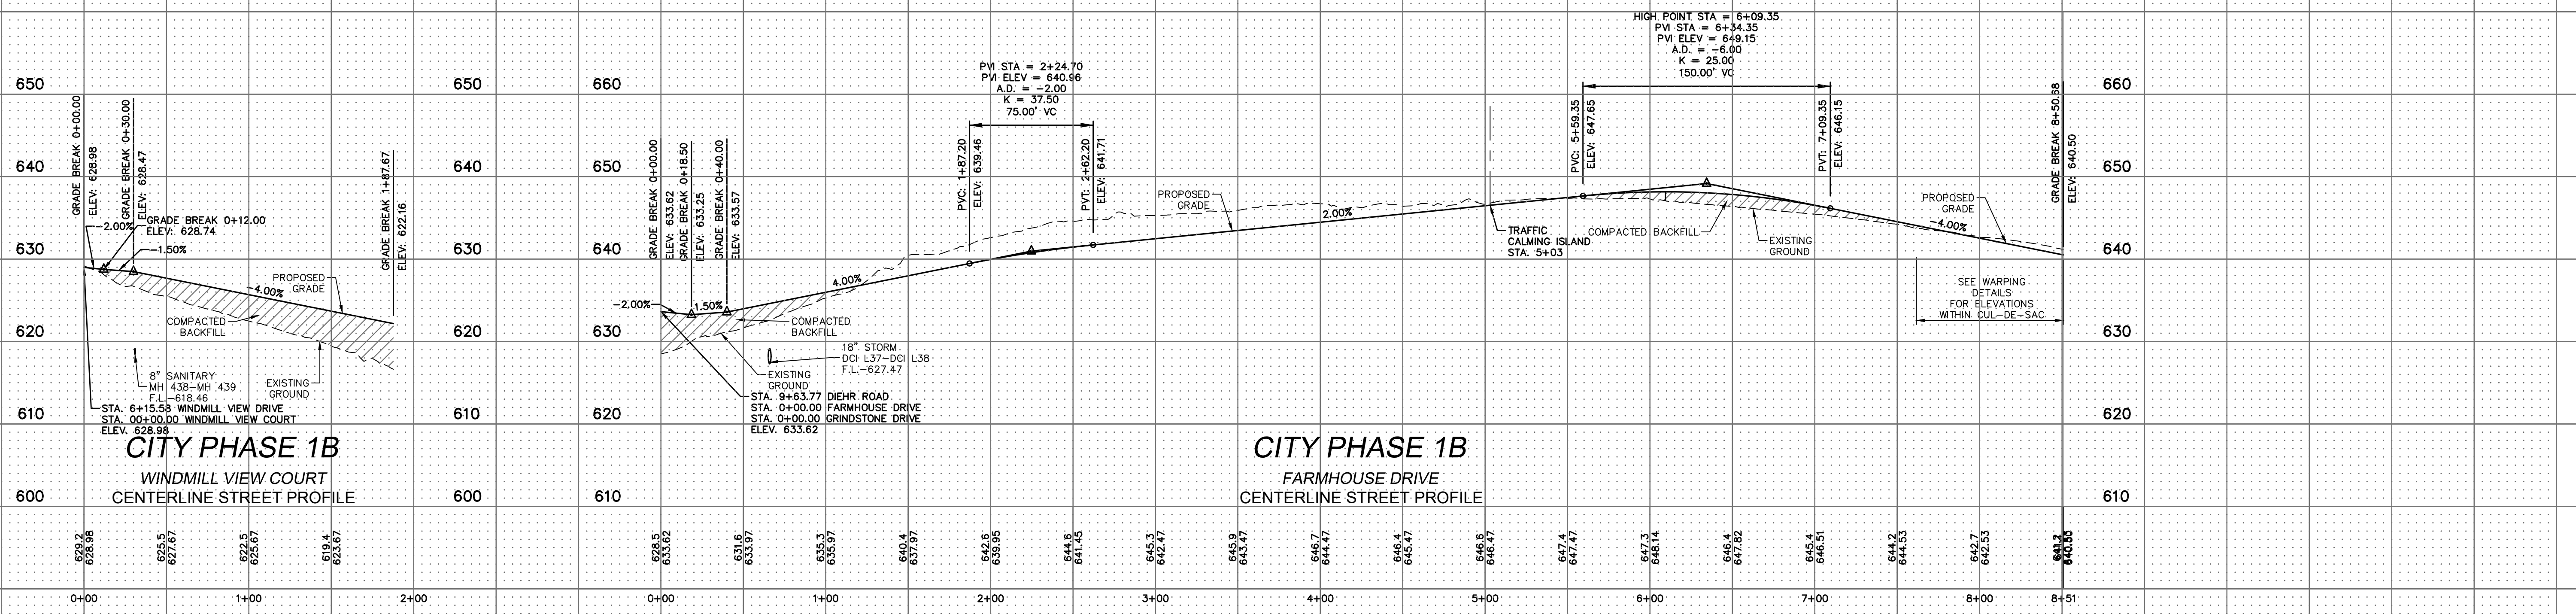 650
640
630
620
610
600
GRADE BREAK 0+00.00
ELEV: 628.98
GRADE BREAK 0+30.00
ELEV: 628.47
GRADE BREAK 0+12.00
ELEV: 628.74
-2.00%
-1.50%
-4.00%
PROPOSED
GRADE
COMPACTED
BACKFILL
GRADE BREAK 1+87.67
ELEV: 622.16
8" SANITARY
MH 438-MH 439
F.L.-618.46
EXISTING
GROUND
STA. 6+15.58 WINDMILL VIEW DRIVE
STA. 00+00.00 WINDMILL VIEW COURT
ELEV. 628.98
CITY PHASE 1B
WINDMILL VIEW COURT
CENTERLINE STREET PROFILE
650
640
630
620
610
600
629.2
628.98
625.5
627.67
622.5
625.67
619.4
623.67
0+00
1+00
2+00
660
650
640
630
620
610
GRADE BREAK 0+00.00
ELEV: 633.62
GRADE BREAK 0+18.50
ELEV: 633.25
GRADE BREAK 0+40.00
ELEV: 633.57
-2.00%
1.50%
4.00%
COMPACTED
BACKFILL
18" STORM
DCI L37-DCI L38
F.L.-627.47
EXISTING
GROUND
STA. 9+63.77 DIEHR ROAD
STA. 0+00.00 FARMHOUSE DRIVE
STA. 0+00.00 GRINDSTONE DRIVE
ELEV. 633.62
PVI STA = 2+24.70
PVI ELEV = 640.96
A.D. = -2.00
K = 37.50
75.00' VC
PVC: 1+87.20
ELEV: 639.46
PVT: 2+62.20
ELEV: 641.71
PROPOSED
GRADE
2.00%
TRAFFIC
CALMING ISLAND
STA. 5+03
HIGH POINT STA = 6+09.35
PVI STA = 6+34.35
PVI ELEV = 649.15
A.D. = -6.00
K = 25.00
150.00' VC
PVC: 5+59.35
ELEV: 647.65
PVT: 7+09.35
ELEV: 646.15
COMPACTED BACKFILL
EXISTING
GROUND
PROPOSED
GRADE
-4.00%
SEE WARPING
DETAILS
FOR ELEVATIONS
WITHIN CUL-DE-SAC
GRADE BREAK 8+50.68
ELEV: 640.50
CITY PHASE 1B
FARMHOUSE DRIVE
CENTERLINE STREET PROFILE
660
650
640
630
620
610
628.5
633.62
631.6
633.97
635.3
635.97
640.4
637.97
642.6
639.95
644.6
641.45
645.3
642.47
645.9
643.47
646.7
644.47
646.4
645.47
646.6
646.47
647.4
647.47
647.3
648.14
646.4
647.82
645.4
646.51
644.2
644.53
642.7
642.53
0+00
1+00
2+00
3+00
4+00
5+00
6+00
7+00
8+00
8+51